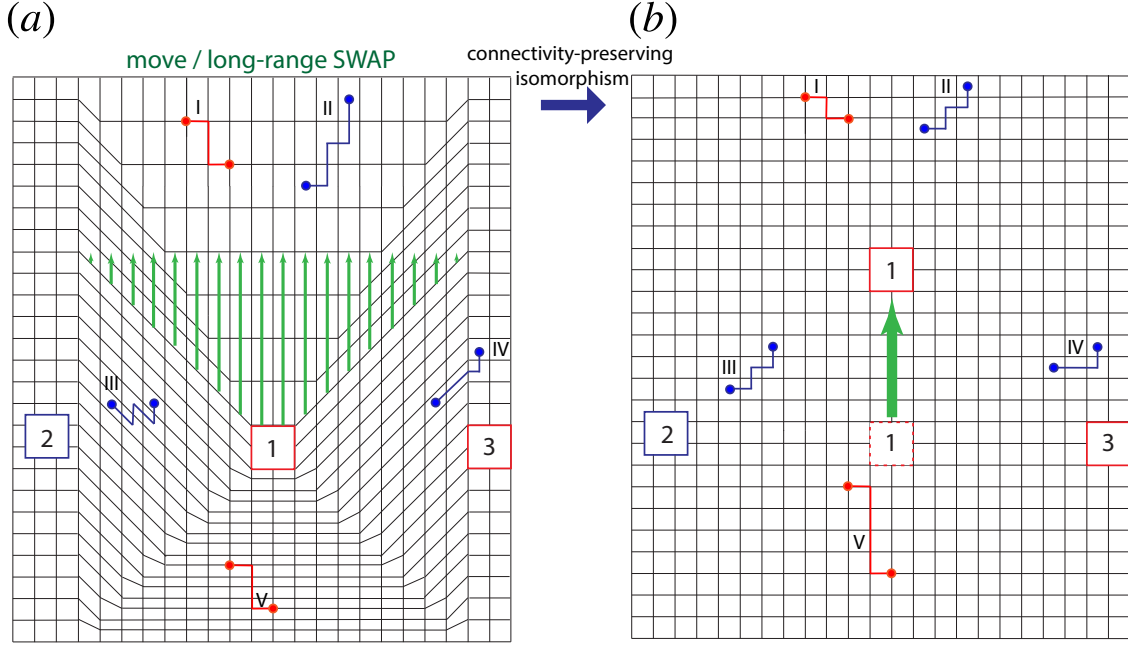 (a)
(b)
move / long-range SWAP
connectivity-preserving
isomorphism
I
II
III
IV
2
1
3
V
I
II
1
III
IV
2
1
3
V